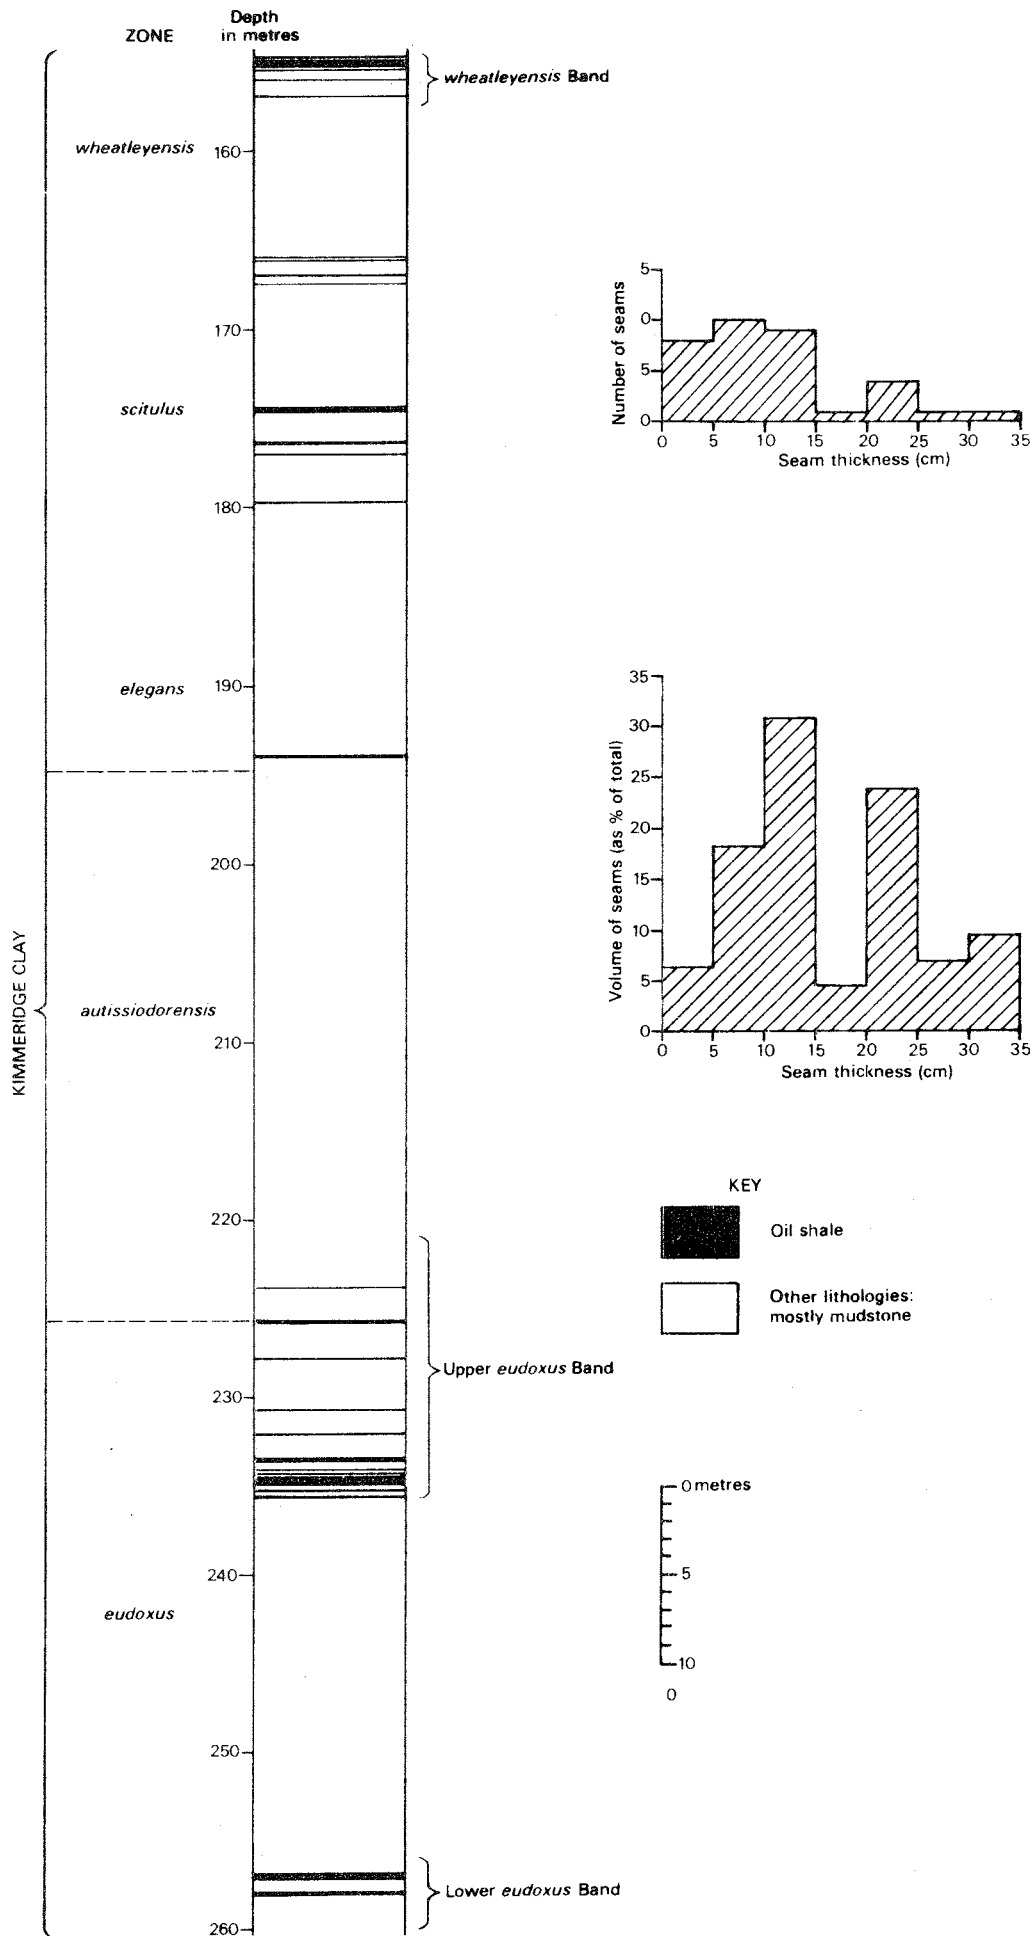 ZONE
Depth
in metres
KIMMERIDGE CLAY
wheatleyensis
scitulus
elegans
autissiodorensis
eudoxus
160
170
180
190
200
210
220
230
240
250
260
wheatleyensis Band
Upper eudoxus Band
Lower eudoxus Band
Number of seams
5
0
5
0
0 5 10 15 20 25 30 35
Seam thickness (cm)
Volume of seams (as % of total)
35
30
25
20
15
10
5
0
0 5 10 15 20 25 30 35
Seam thickness (cm)
KEY
Oil shale
Other lithologies:
mostly mudstone
0 metres
5
10
0